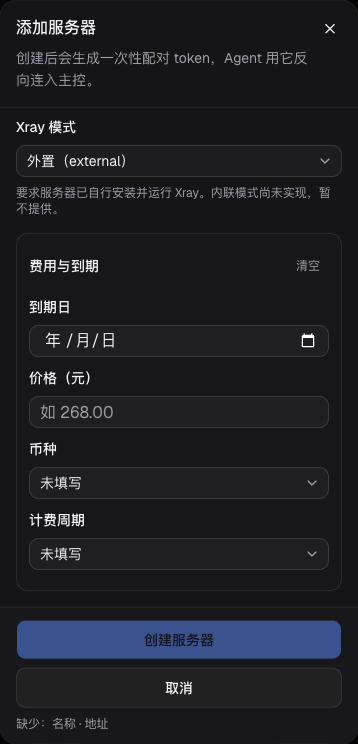 添加服务器
创建后会生成一次性配对 token，Agent 用它反
向连入主控。
Xray 模式
外置（external）
要求服务器已自行安装并运行 Xray。内联模式尚未实现，暂
不提供。
费用与到期
清空
到期日
年 /月/日
价格（元）
如 268.00
币种
未填写
计费周期
未填写
创建服务器
取消
缺少：名称 · 地址